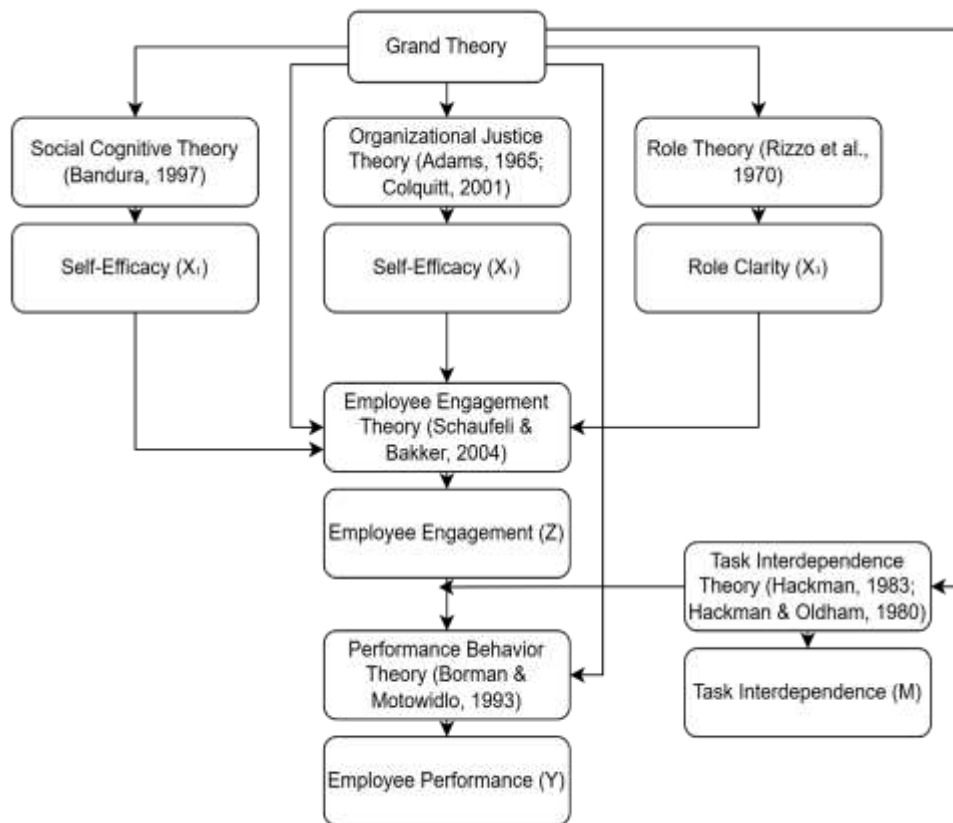 Grand Theory
Social Cognitive Theory
(Bandura, 1997)
Organizational Justice
Theory (Adams, 1965;
Colquitt, 2001)
Role Theory (Rizzo et al.,
1970)
Self-Efficacy (X₁)
Self-Efficacy (X₁)
Role Clarity (X₃)
Employee Engagement
Theory (Schaufeli &
Bakker, 2004)
Employee Engagement (Z)
Task Interdependence
Theory (Hackman, 1983;
Hackman & Oldham, 1980)
Performance Behavior
Theory (Borman &
Motowidlo, 1993)
Task Interdependence (M)
Employee Performance (Y)